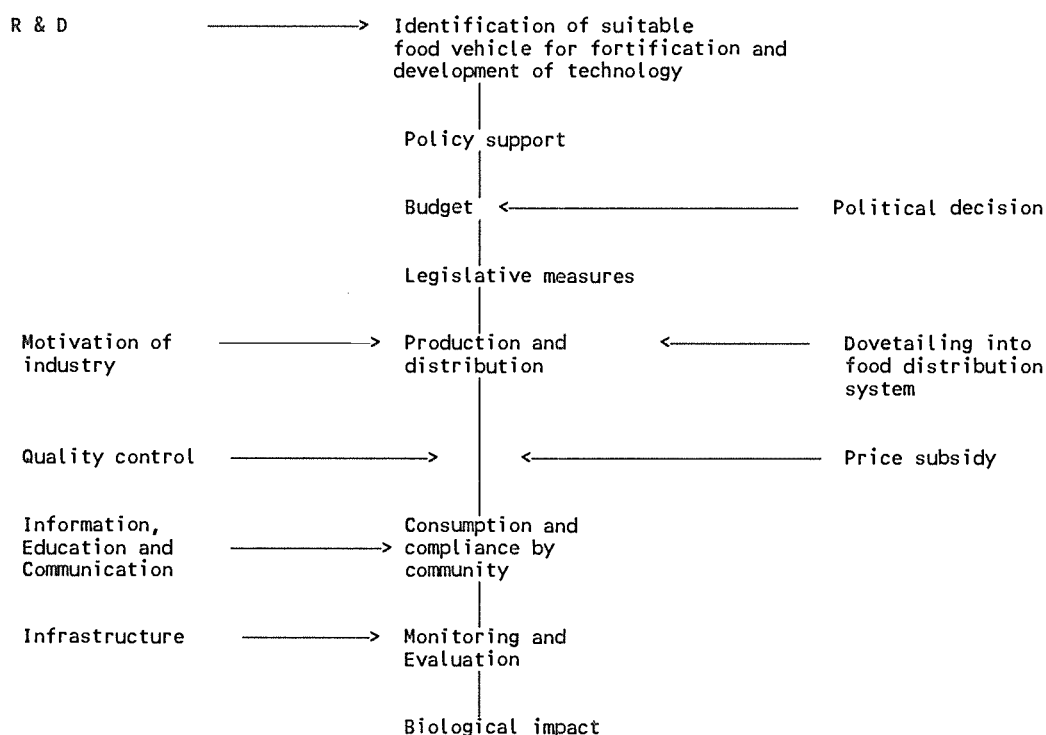 R & D
Identification of suitable
food vehicle for fortification and
development of technology
Policy support
Budget
Political decision
Legislative measures
Motivation of
industry
Production and
distribution
Dovetailing into
food distribution
system
Quality control
Price subsidy
Information,
Education and
Communication
Consumption and
compliance by
community
Infrastructure
Monitoring and
Evaluation
Biological impact